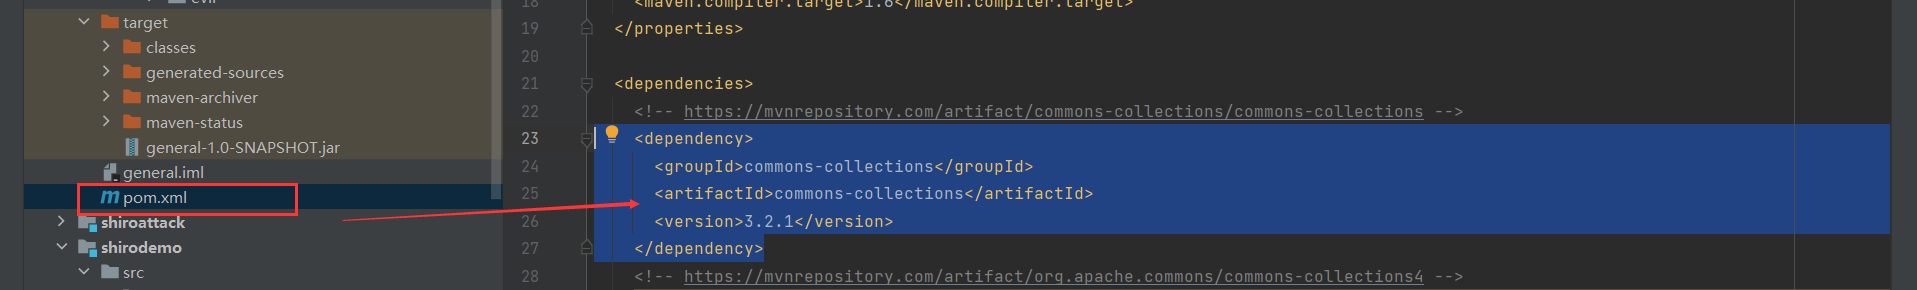 evil
target
classes
generated-sources
maven-archiver
maven-status
general-1.0-SNAPSHOT.jar
general.iml
pom.xml
shiroattack
shirodemo
src
18 <maven.compiler.target>1.8</maven.compiler.target>
19 </properties>
20
21 <dependencies>
22 <!-- https://mvnrepository.com/artifact/commons-collections/commons-collections -->
23 <dependency>
24 <groupId>commons-collections</groupId>
25 <artifactId>commons-collections</artifactId>
26 <version>3.2.1</version>
27 </dependency>
28 <!-- https://mvnrepository.com/artifact/org.apache.commons/commons-collections4 -->